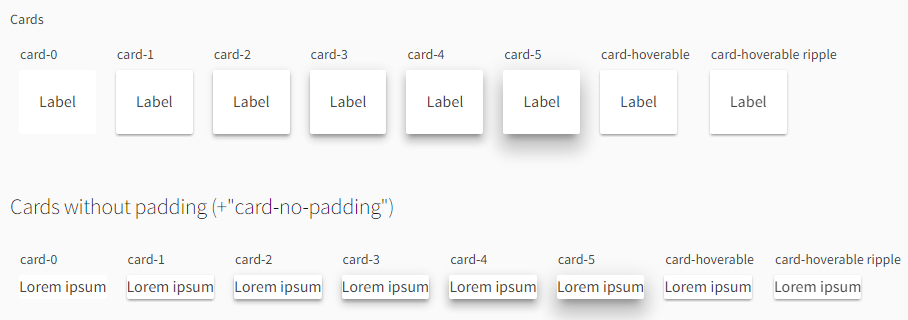 Cards
card-0 card-1 card-2 card-3 card-4 card-5 card-hoverable card-hoverable ripple
Label Label Label Label Label Label Label Label
Cards without padding (+"card-no-padding")
card-0 card-1 card-2 card-3 card-4 card-5 card-hoverable card-hoverable ripple
Lorem ipsum Lorem ipsum Lorem ipsum Lorem ipsum Lorem ipsum Lorem ipsum Lorem ipsum Lorem ipsum